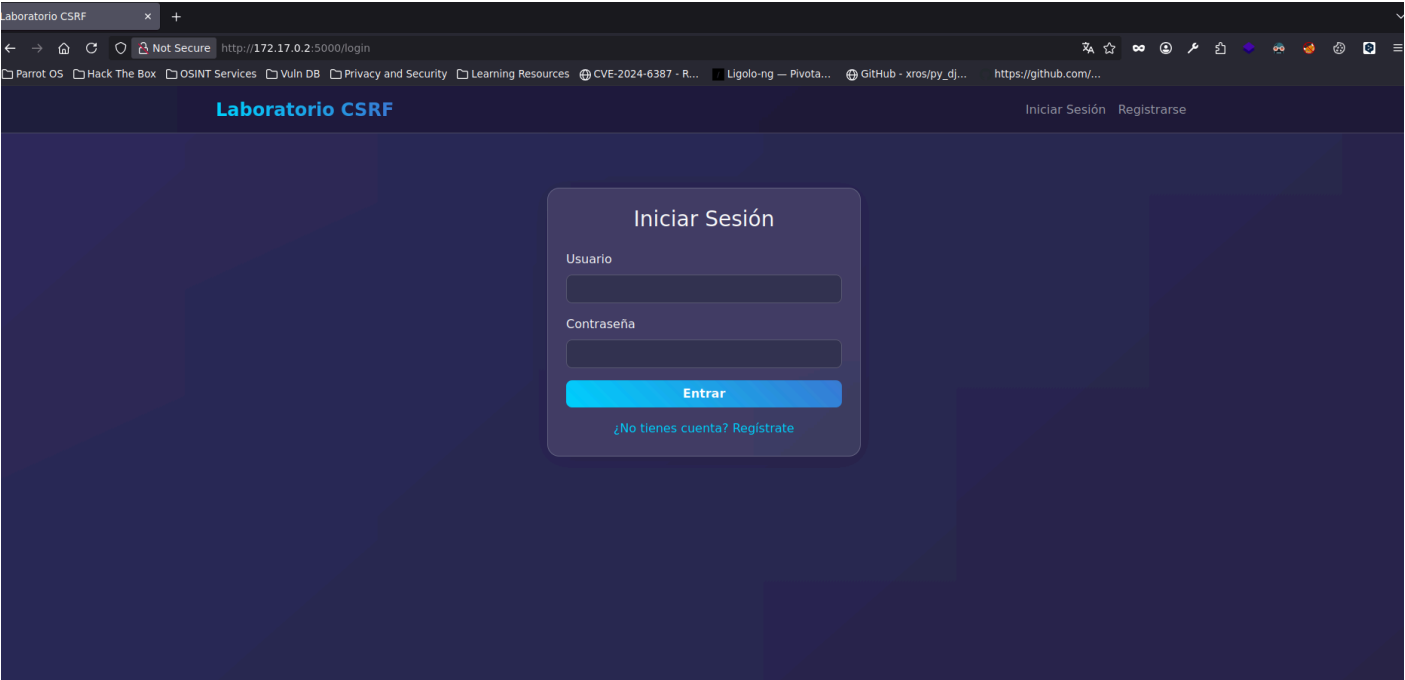 Laboratorio CSRF
Not Secure http://172.17.0.2:5000/login
Parrot OS Hack The Box OSINT Services Vuln DB Privacy and Security Learning Resources CVE-2024-6387 - R... Ligolo-ng — Pivota... GitHub - xros/py_dj... https://github.com/...
Laboratorio CSRF Iniciar Sesión Registrarse
Iniciar Sesión
Usuario
Contraseña
Entrar
¿No tienes cuenta? Regístrate